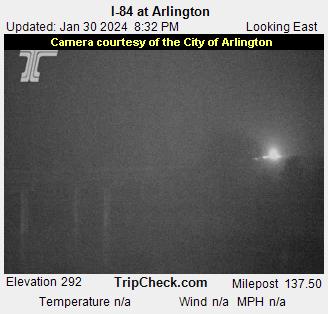 I-84 at Arlington
Updated: Jan 30 2024 8:32 PM Looking East
Camera courtesy of the City of Arlington
Elevation 292 TripCheck.com Milepost 137.50
Temperature n/a Wind n/a MPH n/a